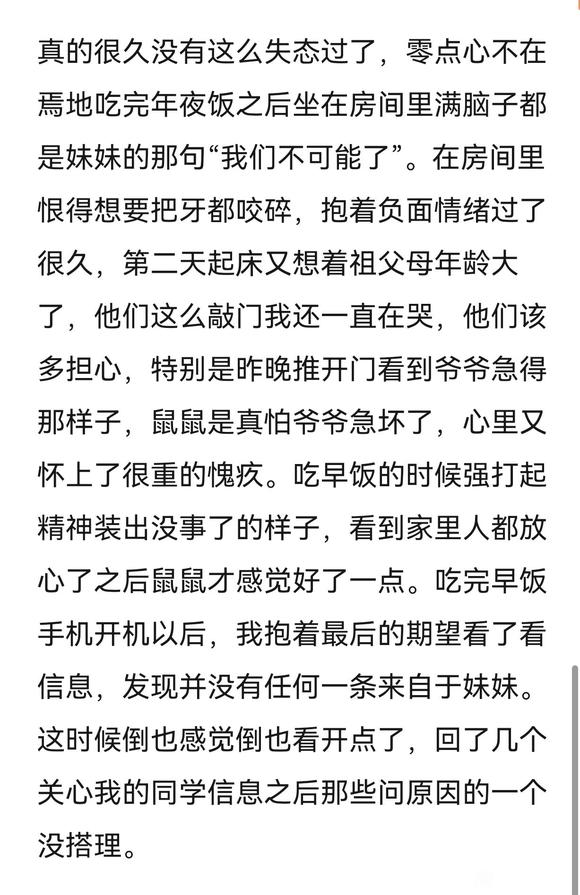 真的很久没有这么失态过了，零点心不在
焉地吃完年夜饭之后坐在房间里满脑子都
是妹妹的那句“我们不可能了”。在房间里
恨得想要把牙都咬碎，抱着负面情绪过了
很久，第二天起床又想着祖父母年龄大
了，他们这么敲门我还一直在哭，他们该
多担心，特别是昨晚推开门看到爷爷急得
那样子，鼠鼠是真怕爷爷急坏了，心里又
怀上了很重的愧疚。吃早饭的时候强打起
精神装出没事了的样子，看到家里人都放
心了之后鼠鼠才感觉好了一点。吃完早饭
手机开机以后，我抱着最后的期望看了看
信息，发现并没有任何一条来自于妹妹。
这时候倒也感觉倒也看开点了，回了几个
关心我的同学信息之后那些问原因的一个
没搭理。